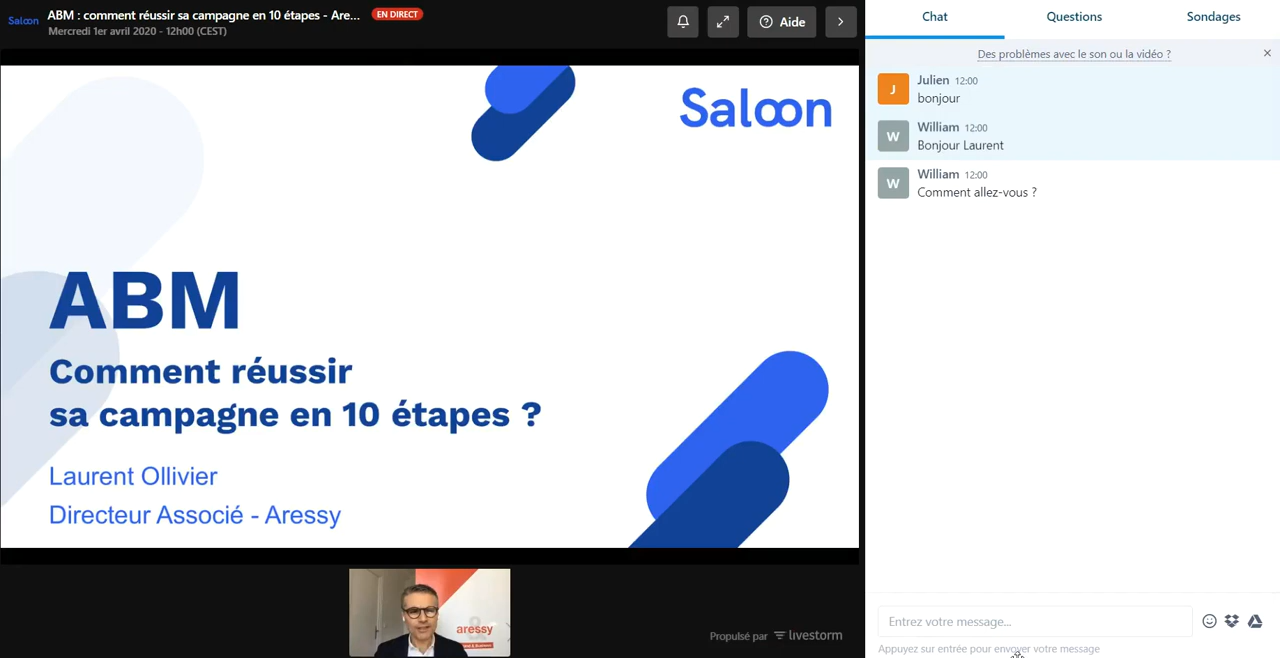 Saloon
ABM : comment réussir sa campagne en 10 étapes - Are...
EN DIRECT
Mercredi 1er avril 2020 - 12h00 (CEST)
Aide
Saloon
ABM
Comment réussir
sa campagne en 10 étapes ?
Laurent Ollivier
Directeur Associé - Aressy
aressy
Propulsé par livestorm
Chat
Questions
Sondages
Des problèmes avec le son ou la vidéo ?
J
Julien 12:00
bonjour
W
William 12:00
Bonjour Laurent
W
William 12:00
Comment allez-vous ?
Entrez votre message...
Appuyez sur entrée pour envoyer votre message